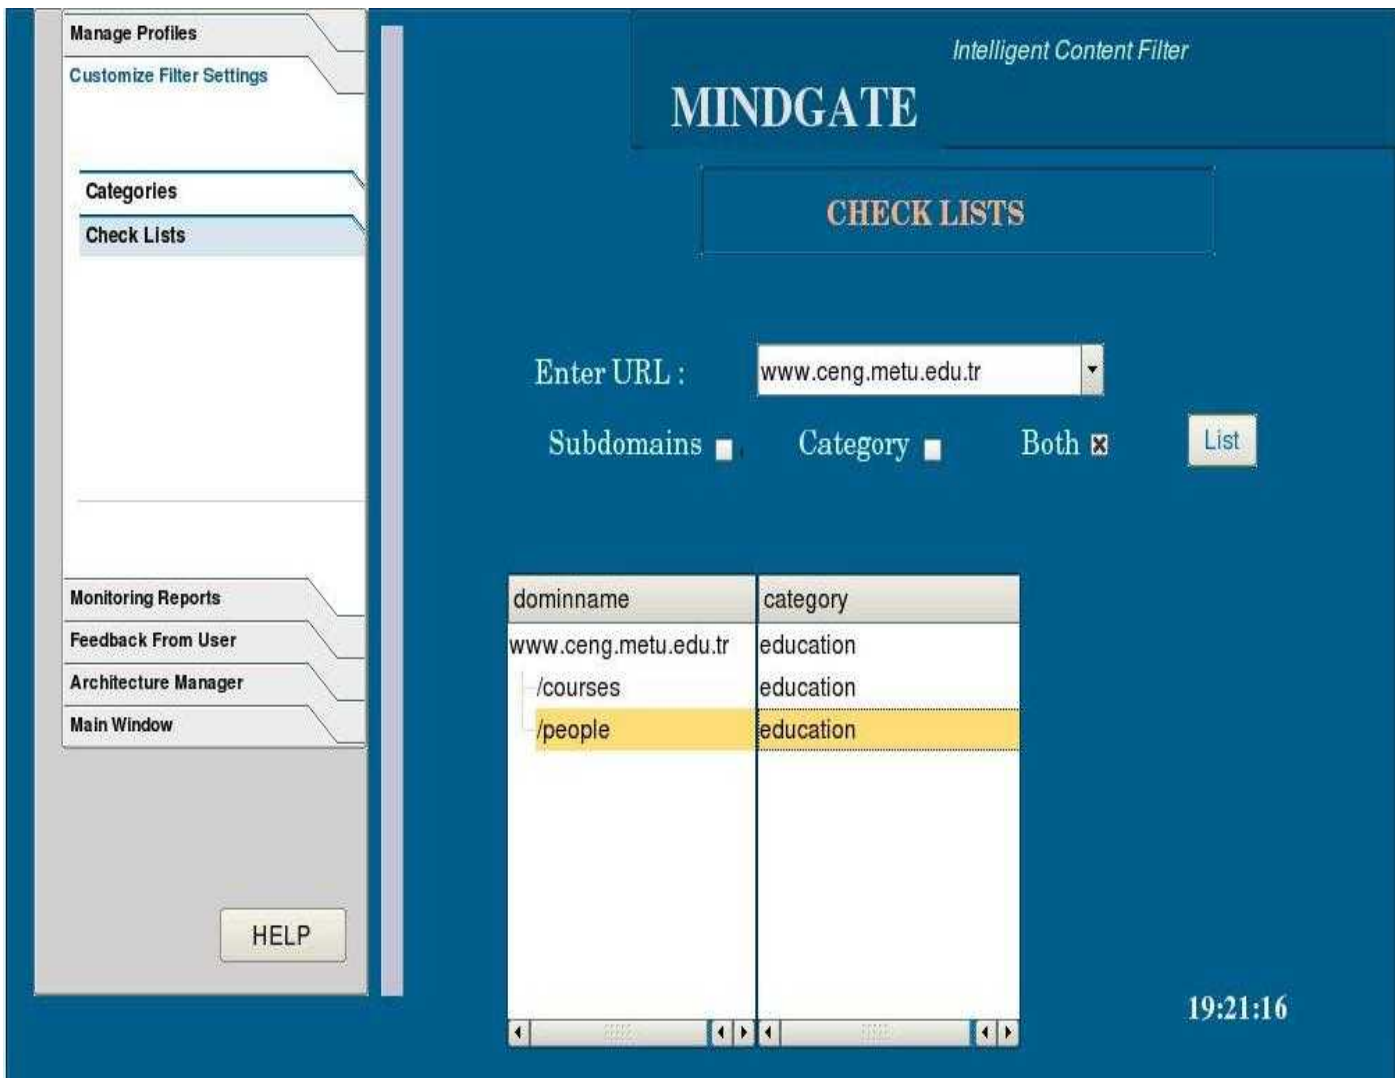 Manage Profiles
Customize Filter Settings
Categories
Check Lists
Monitoring Reports
Feedback From User
Architecture Manager
Main Window
HELP
Intelligent Content Filter
MINDGATE
CHECK LISTS
Enter URL : www.ceng.metu.edu.tr
Subdomains Category Both List
dominname category
www.ceng.metu.edu.tr education
/courses education
/people education
19:21:16